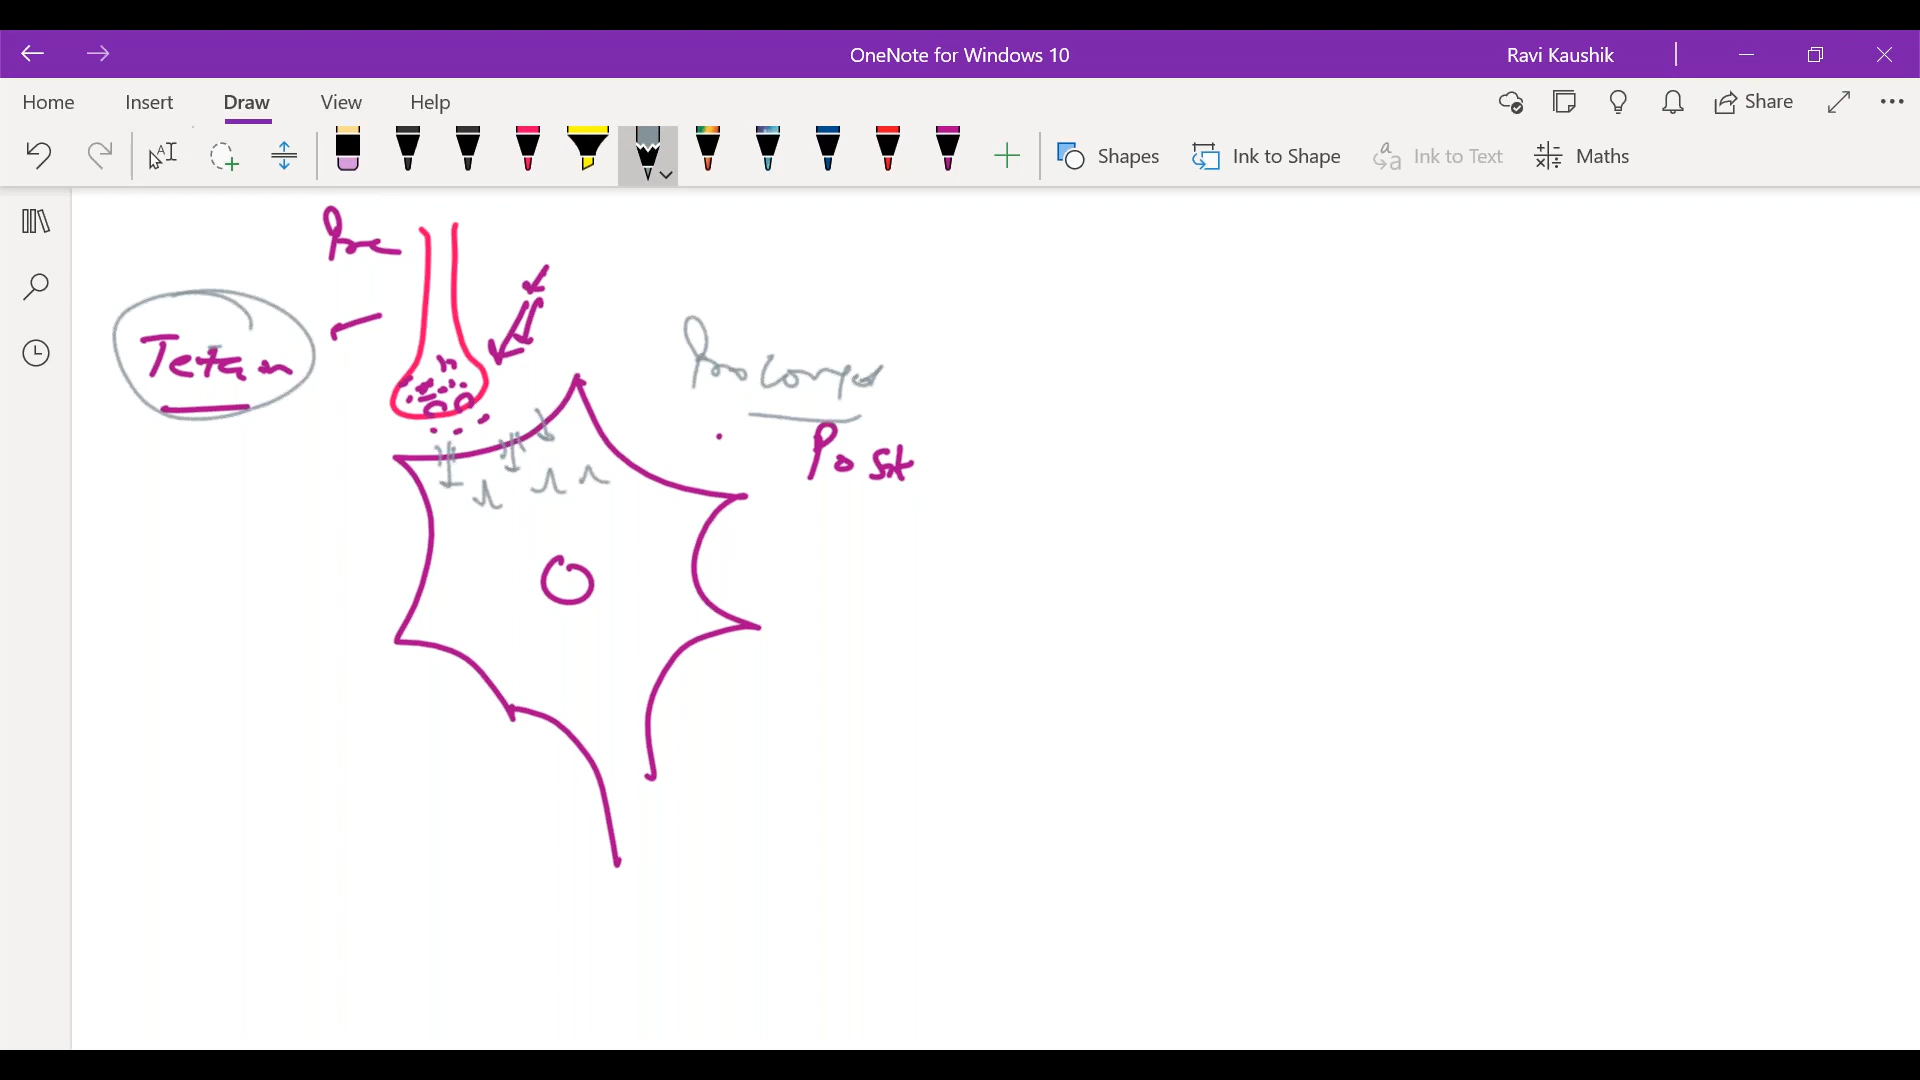 OneNote for Windows 10
Ravi Kaushik
Home Insert Draw View Help
Share
Shapes
Ink to Shape
Ink to Text
Maths
Pre
Tetan
Prolonged
Post